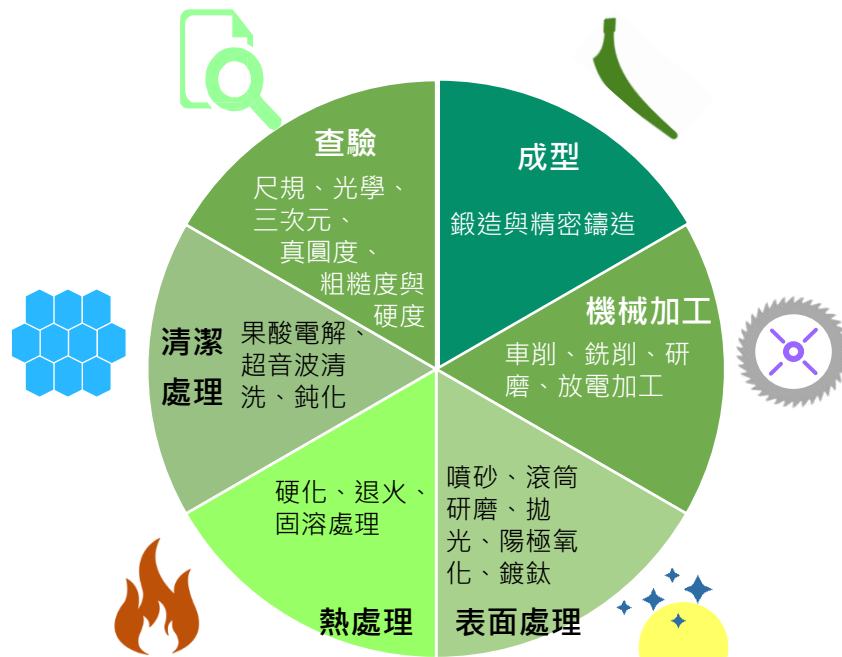 查驗
尺規、光學、
三次元、
真圓度、
粗糙度與
硬度
成型
鍛造與精密鑄造
機械加工
車削、銑削、研
磨、放電加工
噴砂、滾筒
研磨、拋
光、陽極氧
化、鍍鈦
表面處理
硬化、退火、
固溶處理
熱處理
清潔
處理
果酸電解、
超音波清
洗、鈍化